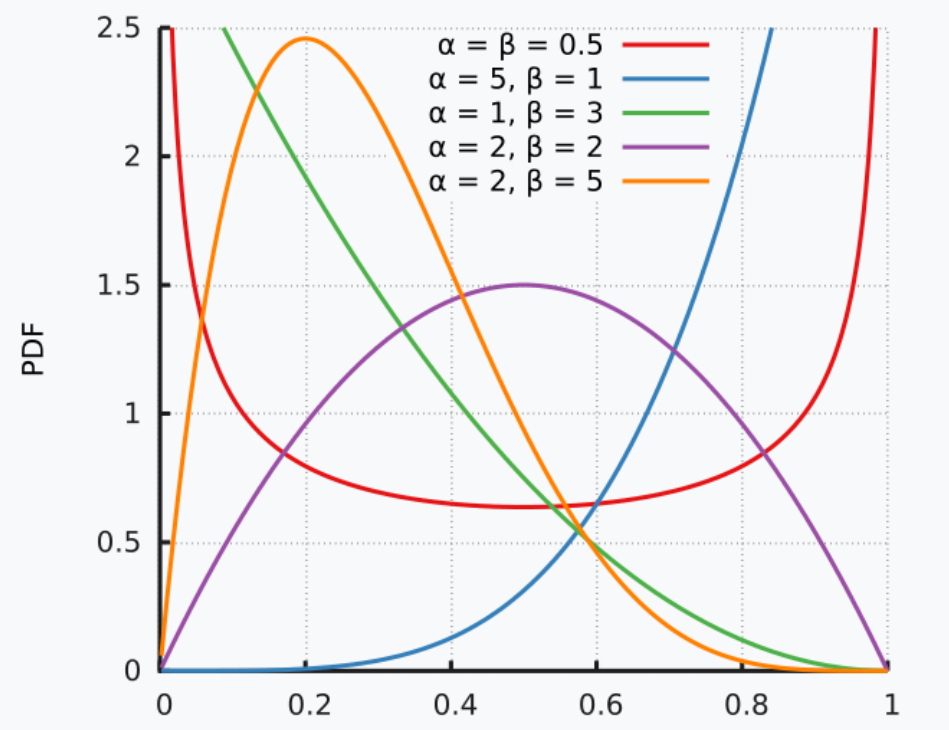 2.5
α = β = 0.5
α = 5, β = 1
α = 1, β = 3
α = 2, β = 2
α = 2, β = 5
2
1.5
PDF
1
0.5
0
0 0.2 0.4 0.6 0.8 1